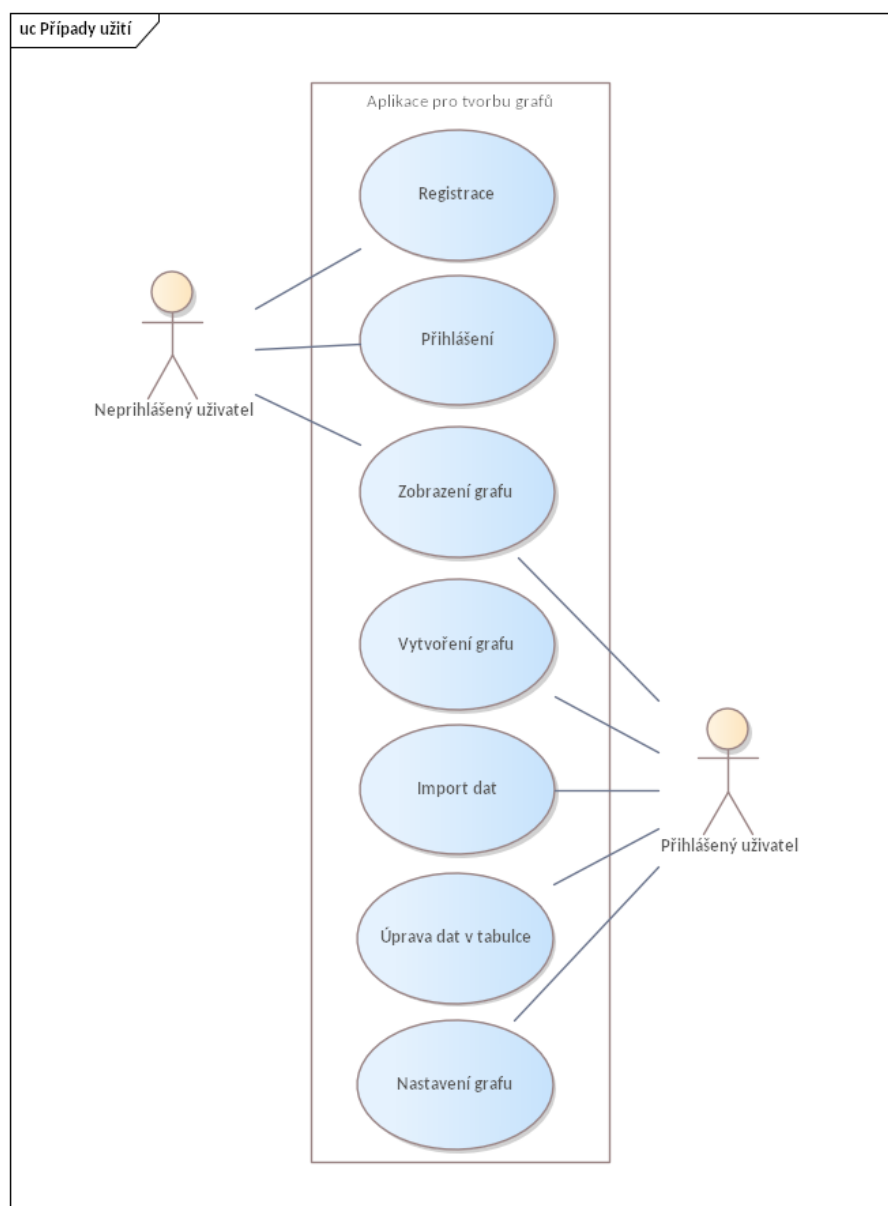 uc Případy užití
Aplikace pro tvorbu grafů
Registrace
Přihlášení
Neprihlášený uživatel
Zobrazení grafu
Vytvoření grafu
Import dat
Přihlášený uživatel
Úprava dat v tabulce
Nastavení grafu